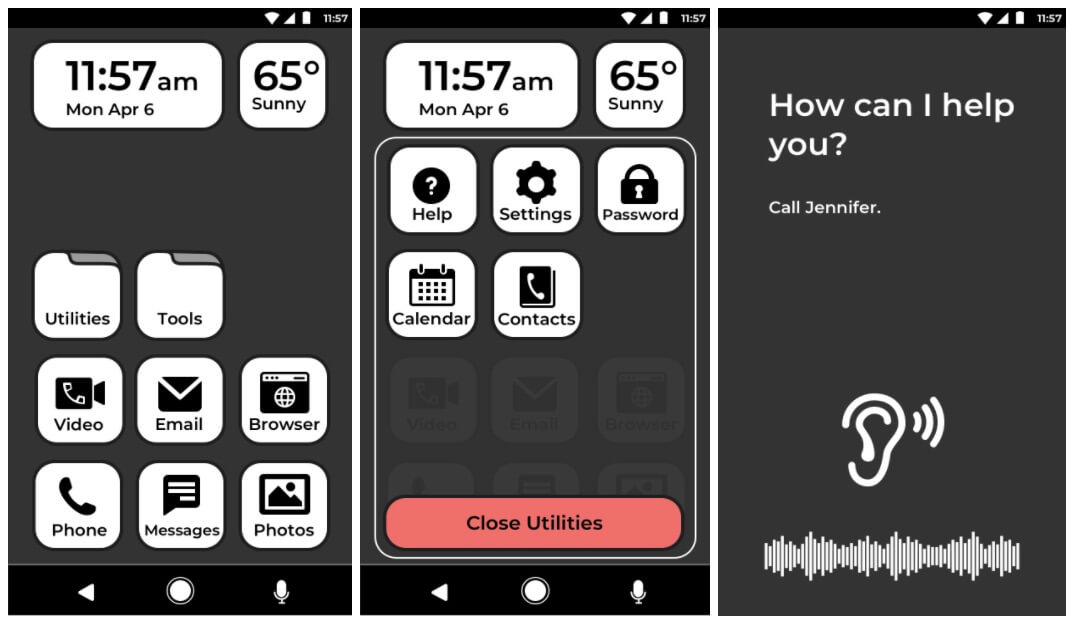 11:57
11:57am
Mon Apr 6
65°
Sunny
Utilities
Tools
Video
Email
Browser
Phone
Messages
Photos
11:57
11:57am
Mon Apr 6
65°
Sunny
Help
Settings
Password
Calendar
Contacts
Video
Email
Browser
Close Utilities
11:57
How can I help
you?
Call Jennifer.